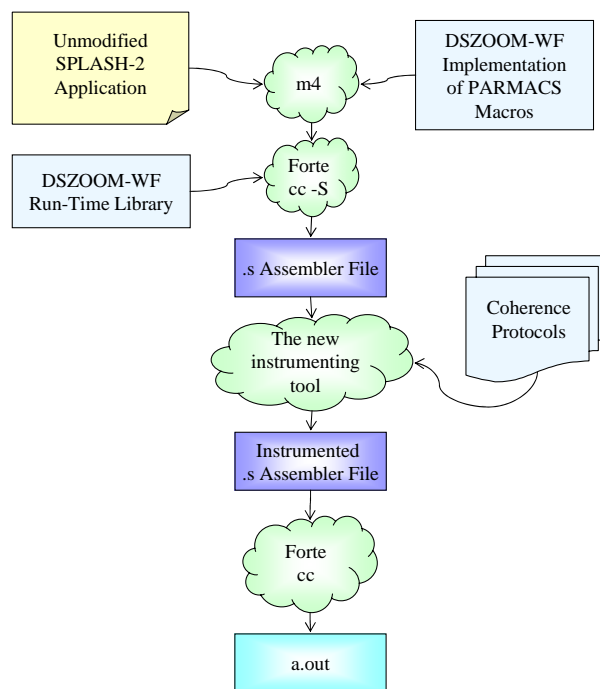 Unmodified
SPLASH-2
Application
DSZOOM-WF
Implementation
of PARMACS
Macros
m4
Forte
cc -S
DSZOOM-WF
Run-Time Library
.s Assembler File
Coherence
Protocols
The new
instrumenting
tool
Instrumented
.s Assembler File
Forte
cc
a.out